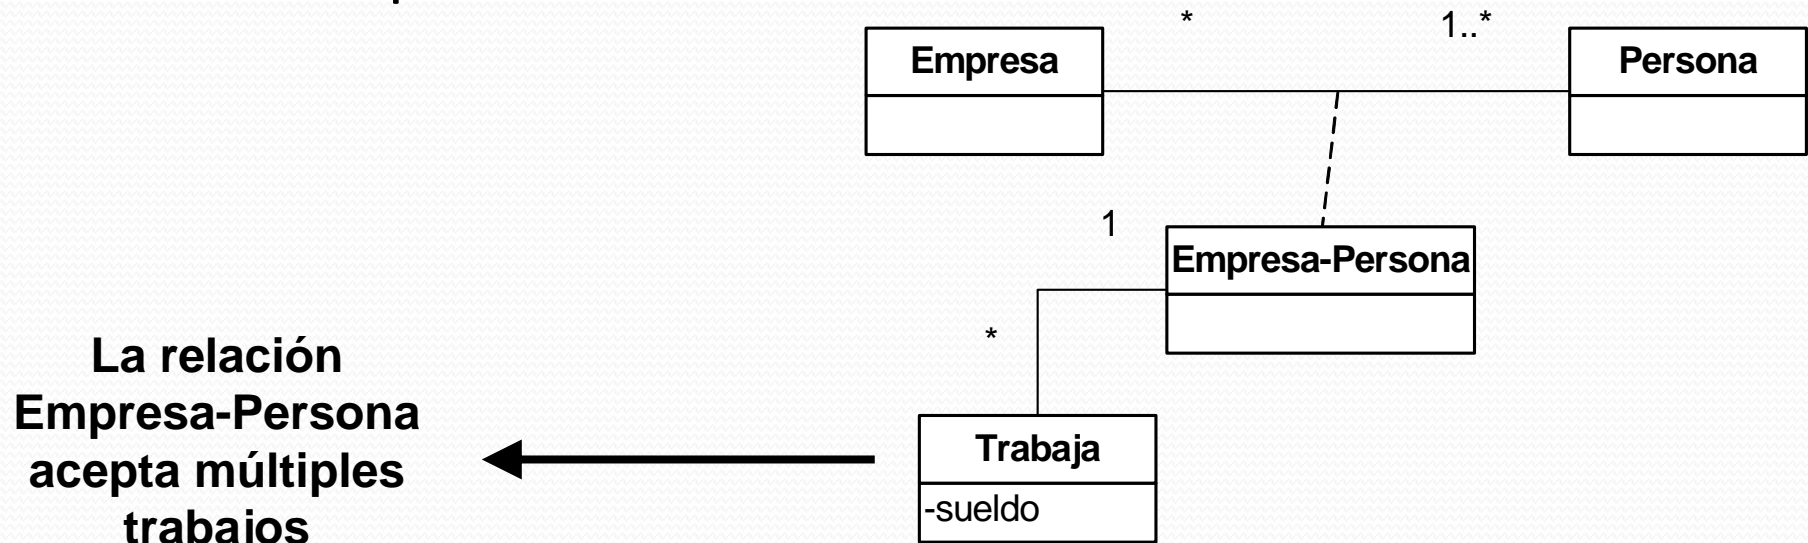 * 1..*
Empresa
Persona
1
Empresa-Persona
*
La relación
Empresa-Persona
acepta múltiples
trabajos
Trabaja
-sueldo